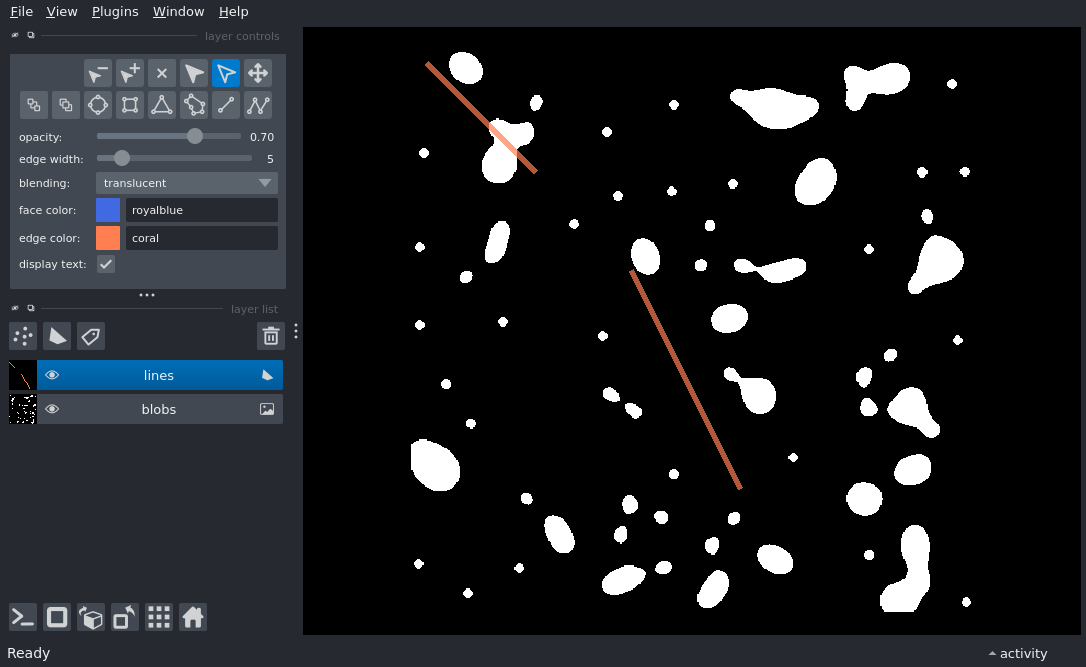 File View Plugins Window Help
layer controls
opacity: 0.70
edge width: 5
blending: translucent
face color: royalblue
edge color: coral
display text:
layer list
lines
blobs
Ready
activity